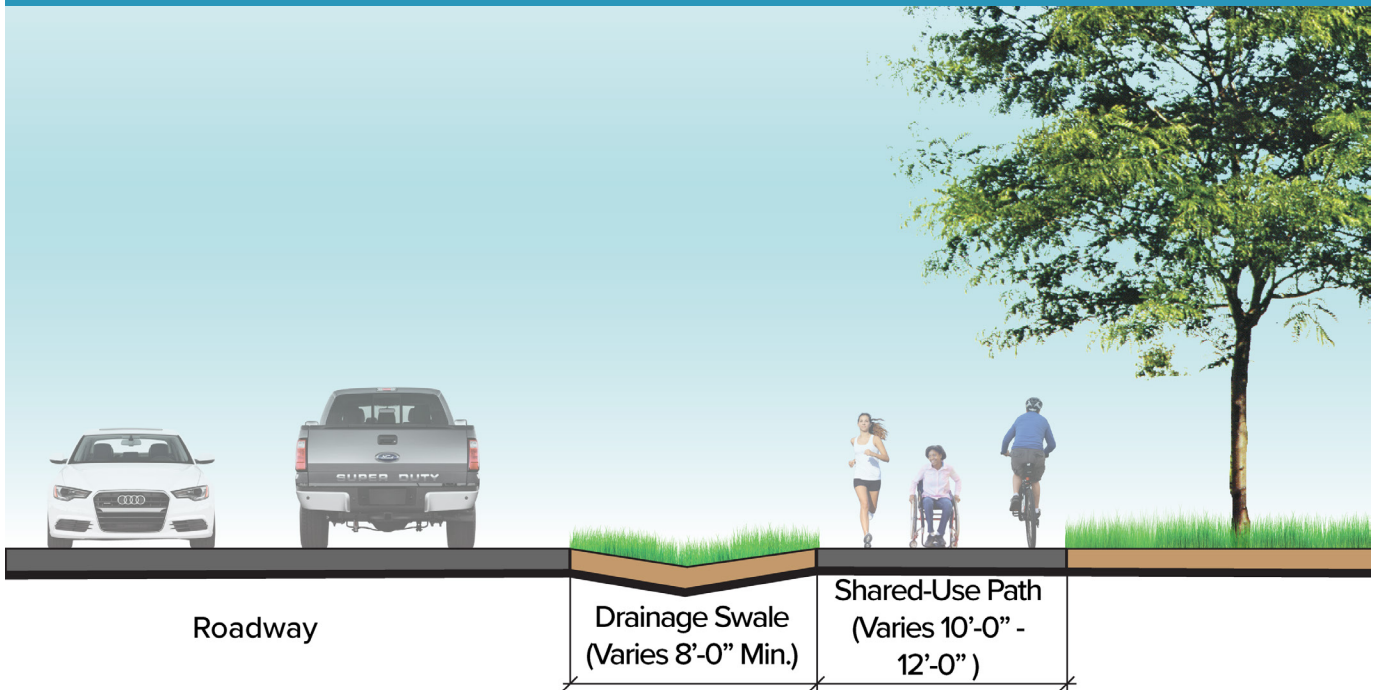 SUPER DUTY
Roadway
Drainage Swale
(Varies 8’-0” Min.)
Shared-Use Path
(Varies 10’-0” -
12’-0” )